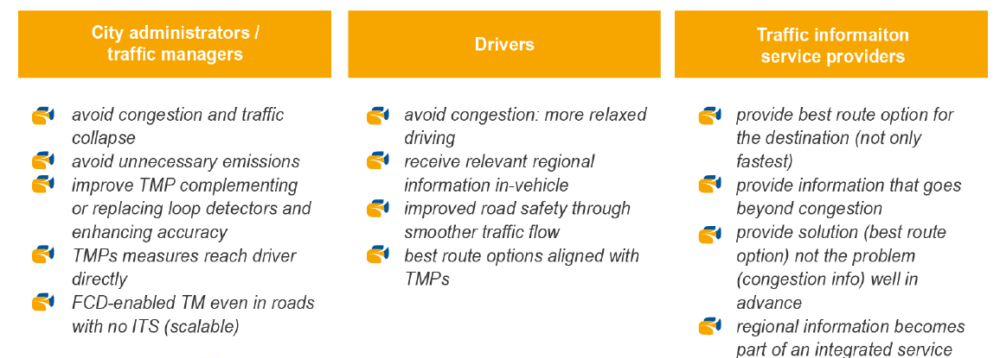 City administrators /
traffic managers
avoid congestion and traffic
collapse
avoid unnecessary emissions
improve TMP complementing
or replacing loop detectors and
enhancing accuracy
TMPs measures reach driver
directly
FCD-enabled TM even in roads
with no ITS (scalable)
Drivers
avoid congestion: more relaxed
driving
receive relevant regional
information in-vehicle
improved road safety through
smoother traffic flow
best route options aligned with
TMPs
Traffic informaiton
service providers
provide best route option for
the destination (not only
fastest)
provide information that goes
beyond congestion
provide solution (best route
option) not the problem
(congestion info) well in
advance
regional information becomes
part of an integrated service